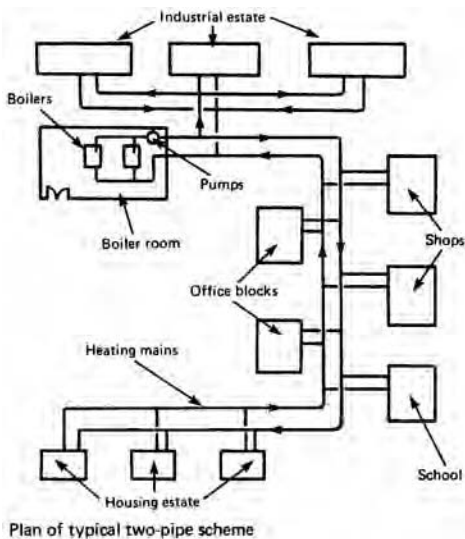 Industrial estate
Boilers
Pumps
Boiler room
Shops
Office blocks
Heating mains
School
Housing estate
Plan of typical two-pipe scheme